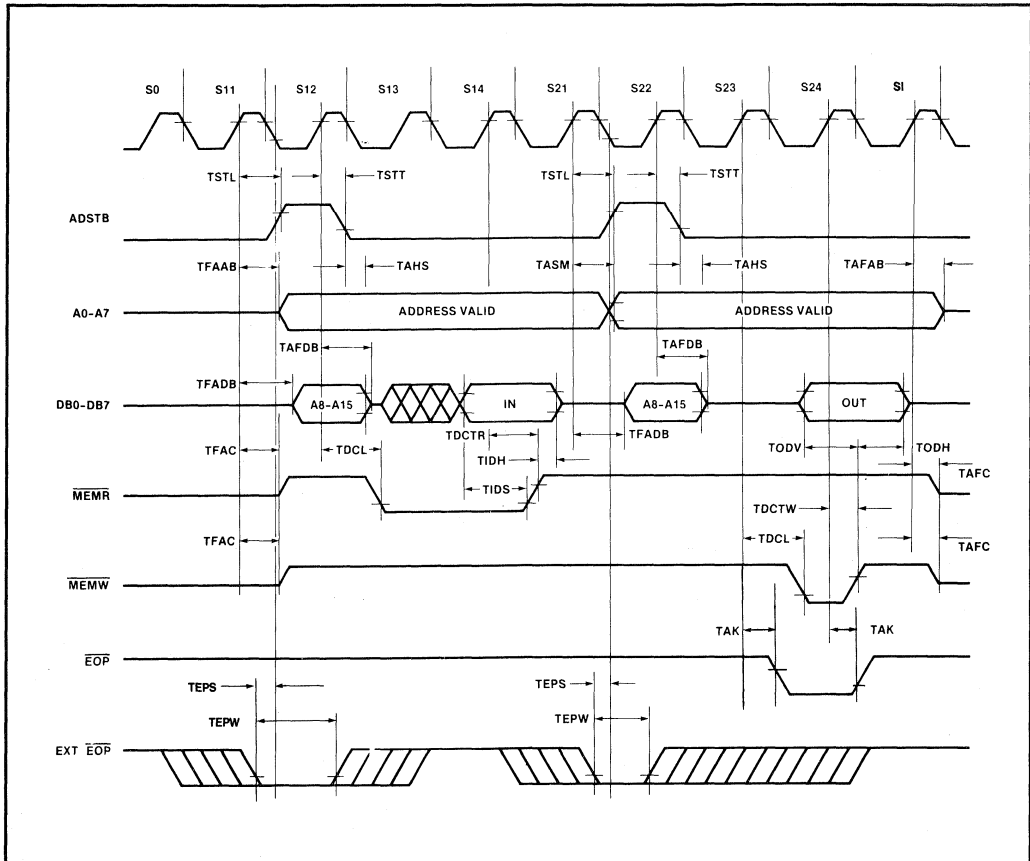 S0 S11 S12 S13 S14 S21 S22 S23 S24 SI
TSTL TSTT TSTL TSTT
ADSTB
TFAAB TAHS TASM TAHS TAFAB
A0-A7 ADDRESS VALID ADDRESS VALID
TAFDB TAFDB
TFADB
DB0-DB7 A8-A15 IN A8-A15 OUT
TDCTR TFADB
TFAC TDCL TIDH TODV TODH
TAFC
MEMR TIDS
TDCTW
TFAC TDCL
TAFC
MEMW
TAK TAK
EOP
TEPS TEPS
TEPW TEPW
EXT EOP